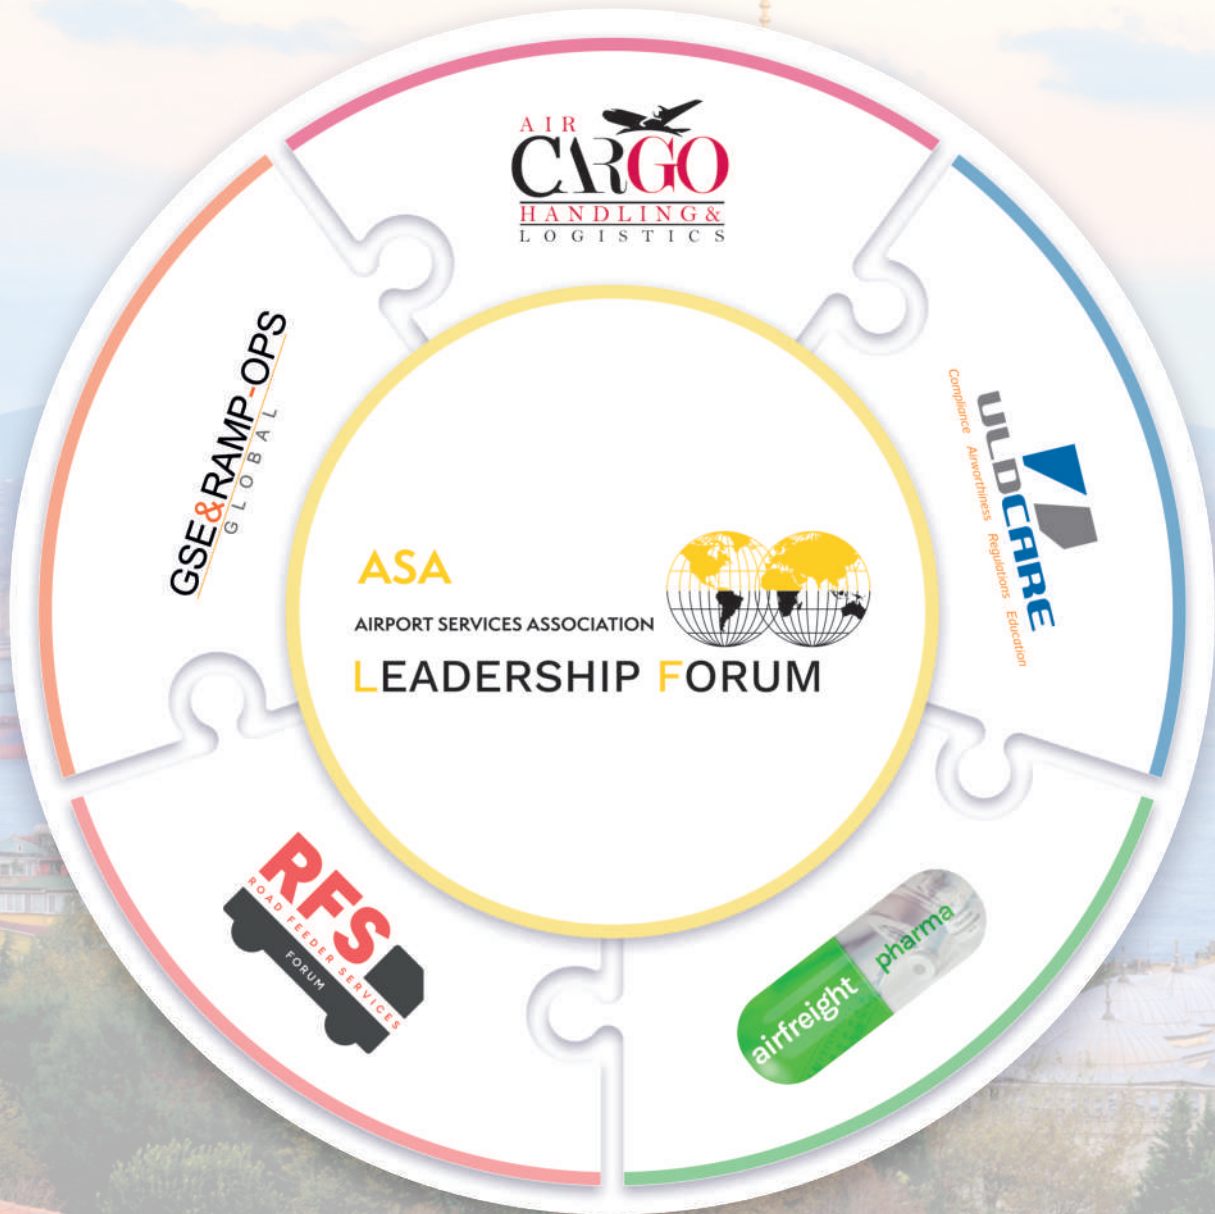 AIR
CARGO
HANDLING&
LOGISTICS
ULDCARE
Compliance Airworthiness Regulations Education
airfreight pharma
RFS
ROAD FEEDER SERVICES
FORUM
GSE&RAMP-OPS
GLOBAL
ASA
AIRPORT SERVICES ASSOCIATION
LEADERSHIP FORUM